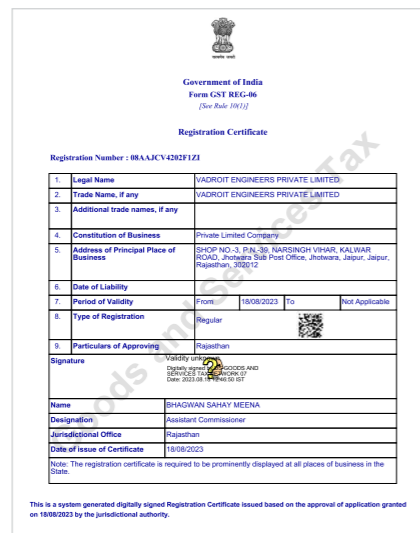 सत्यमेव जयते
Government of India
Form GST REG-06
[See Rule 10(1)]
Registration Certificate
Registration Number : 08AAJCV4202F1ZI
1. Legal Name VADROIT ENGINEERS PRIVATE LIMITED
2. Trade Name, if any VADROIT ENGINEERS PRIVATE LIMITED
3. Additional trade names, if any
4. Constitution of Business Private Limited Company
5. Address of Principal Place of Business SHOP NO.-3, P.N.-39, NARSINGH VIHAR, KALWAR
ROAD, Jhotwara Sub Post Office, Jhotwara, Jaipur, Jaipur,
Rajasthan, 302012
6. Date of Liability
7. Period of Validity From 18/08/2023 To Not Applicable
8. Type of Registration Regular
9. Particulars of Approving Rajasthan
Signature Validity unknown
Digitally signed by GOODS AND
SERVICES TAX NETWORK 07
Date: 2023.08.18 :46:50 IST
Name BHAGWAN SAHAY MEENA
Designation Assistant Commissioner
Jurisdictional Office Rajasthan
Date of issue of Certificate 18/08/2023
Note: The registration certificate is required to be prominently displayed at all places of business in the
State.
This is a system generated digitally signed Registration Certificate issued based on the approval of application granted
on 18/08/2023 by the jurisdictional authority.
Goods and Services Tax